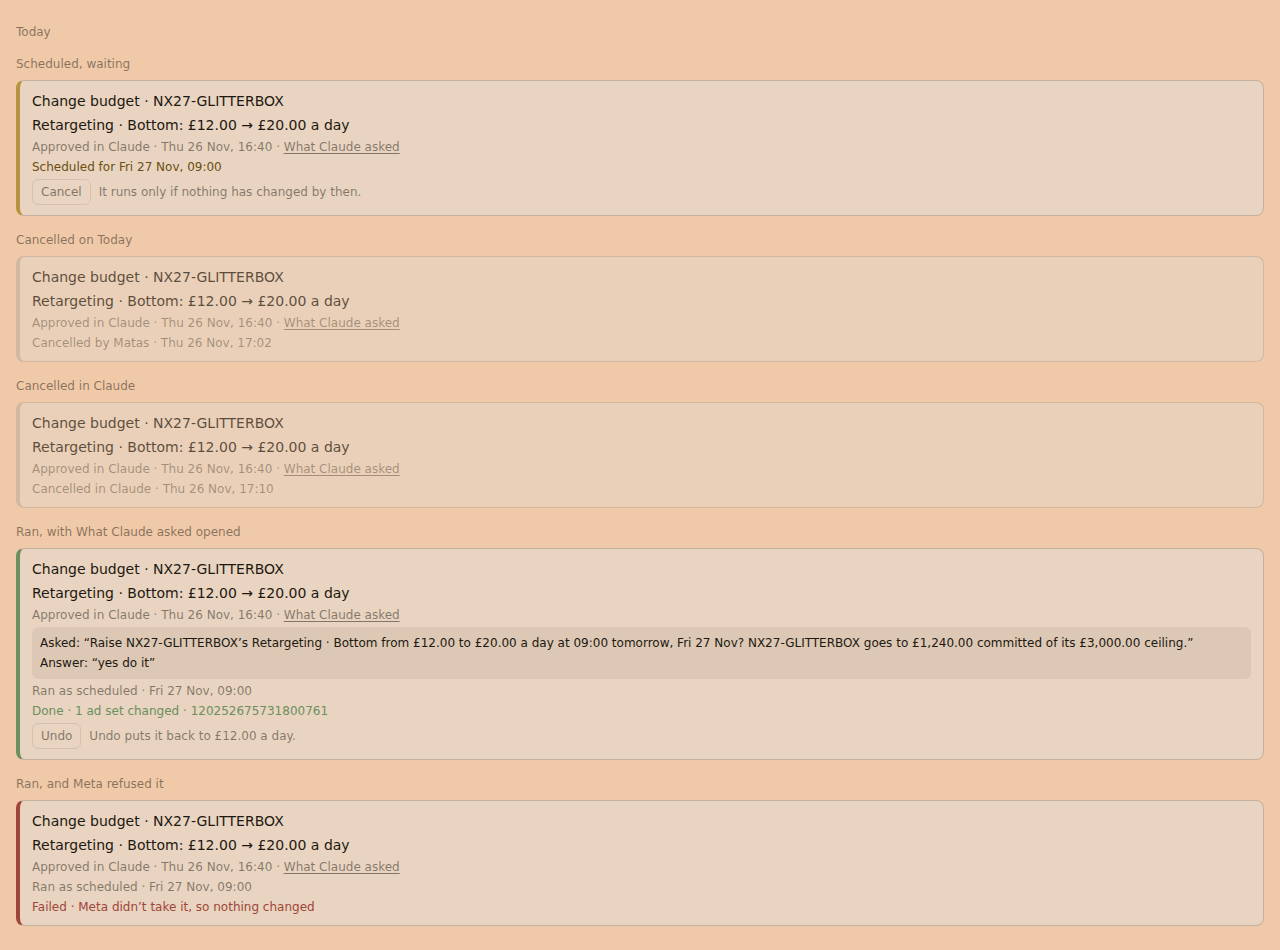 Today
Scheduled, waiting
Change budget · NX27-GLITTERBOX
Retargeting · Bottom: £12.00 → £20.00 a day
Approved in Claude · Thu 26 Nov, 16:40 · What Claude asked
Scheduled for Fri 27 Nov, 09:00
Cancel It runs only if nothing has changed by then.
Cancelled on Today
Change budget · NX27-GLITTERBOX
Retargeting · Bottom: £12.00 → £20.00 a day
Approved in Claude · Thu 26 Nov, 16:40 · What Claude asked
Cancelled by Matas · Thu 26 Nov, 17:02
Cancelled in Claude
Change budget · NX27-GLITTERBOX
Retargeting · Bottom: £12.00 → £20.00 a day
Approved in Claude · Thu 26 Nov, 16:40 · What Claude asked
Cancelled in Claude · Thu 26 Nov, 17:10
Ran, with What Claude asked opened
Change budget · NX27-GLITTERBOX
Retargeting · Bottom: £12.00 → £20.00 a day
Approved in Claude · Thu 26 Nov, 16:40 · What Claude asked
Asked: “Raise NX27-GLITTERBOX’s Retargeting · Bottom from £12.00 to £20.00 a day at 09:00 tomorrow, Fri 27 Nov? NX27-GLITTERBOX goes to £1,240.00 committed of its £3,000.00 ceiling.”
Answer: “yes do it”
Ran as scheduled · Fri 27 Nov, 09:00
Done · 1 ad set changed · 120252675731800761
Undo Undo puts it back to £12.00 a day.
Ran, and Meta refused it
Change budget · NX27-GLITTERBOX
Retargeting · Bottom: £12.00 → £20.00 a day
Approved in Claude · Thu 26 Nov, 16:40 · What Claude asked
Ran as scheduled · Fri 27 Nov, 09:00
Failed · Meta didn’t take it, so nothing changed